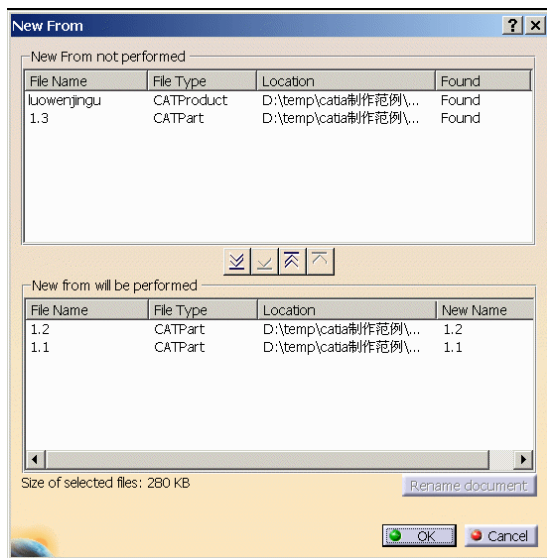 New From
New From not performed
File Name File Type Location Found
luowenjingu CATProduct D:\temp\catia制作范例\... Found
1.3 CATPart D:\temp\catia制作范例\... Found
New from will be performed
File Name File Type Location New Name
1.2 CATPart D:\temp\catia制作范例\... 1.2
1.1 CATPart D:\temp\catia制作范例\... 1.1
Size of selected files: 280 KB
Rename document
OK Cancel